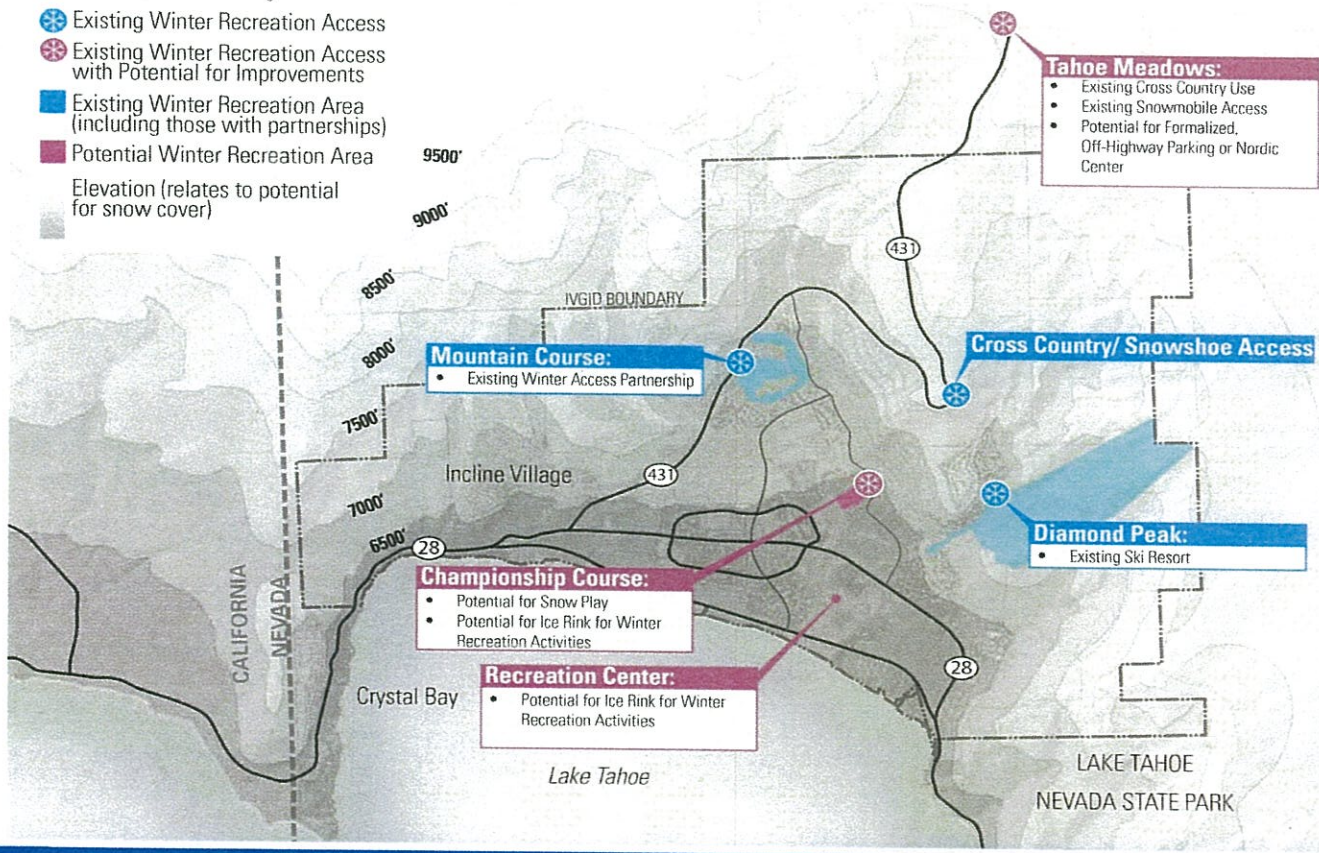 Existing Winter Recreation Access
Existing Winter Recreation Access
with Potential for Improvements
Existing Winter Recreation Area
(including those with partnerships)
Potential Winter Recreation Area
Elevation (relates to potential
for snow cover)
Tahoe Meadows:
• Existing Cross Country Use
• Existing Snowmobile Access
• Potential for Formalized,
Off-Highway Parking or Nordic
Center
9500'
9000'
8500'
8000'
7500'
7000'
6500'
431
IVGID BOUNDARY
Mountain Course:
• Existing Winter Access Partnership
Cross Country/ Snowshoe Access
Incline Village
431
Diamond Peak:
• Existing Ski Resort
28
CALIFORNIA
NEVADA
Championship Course:
• Potential for Snow Play
• Potential for Ice Rink for Winter
Recreation Activities
Recreation Center:
• Potential for Ice Rink for Winter
Recreation Activities
28
Crystal Bay
Lake Tahoe
LAKE TAHOE
NEVADA STATE PARK